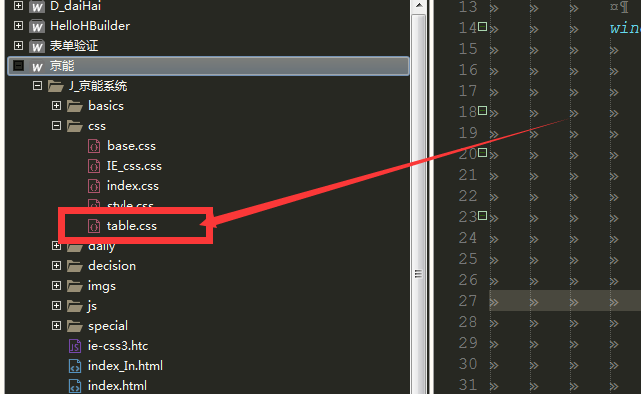 D_daiHai
HelloHBuilder
表单验证
京能
J_京能系统
basics
css
base.css
IE_css.css
index.css
style.css
table.css
daily
decision
imgs
js
special
ie-css3.htc
index_In.html
index.html
13 » » » ¤¶
14 » » » wind
15 » » » »
16 » » » »
17 » » » »
18 » » » »
19 » » » »
20 » » » »
21 » » » »
22 » » » »
23 » » » »
24 » » » »
25 » » » »
26 » » » »
27 » » » »
28 » » » »
29 » » » »
30 » » » »
31 » » » »